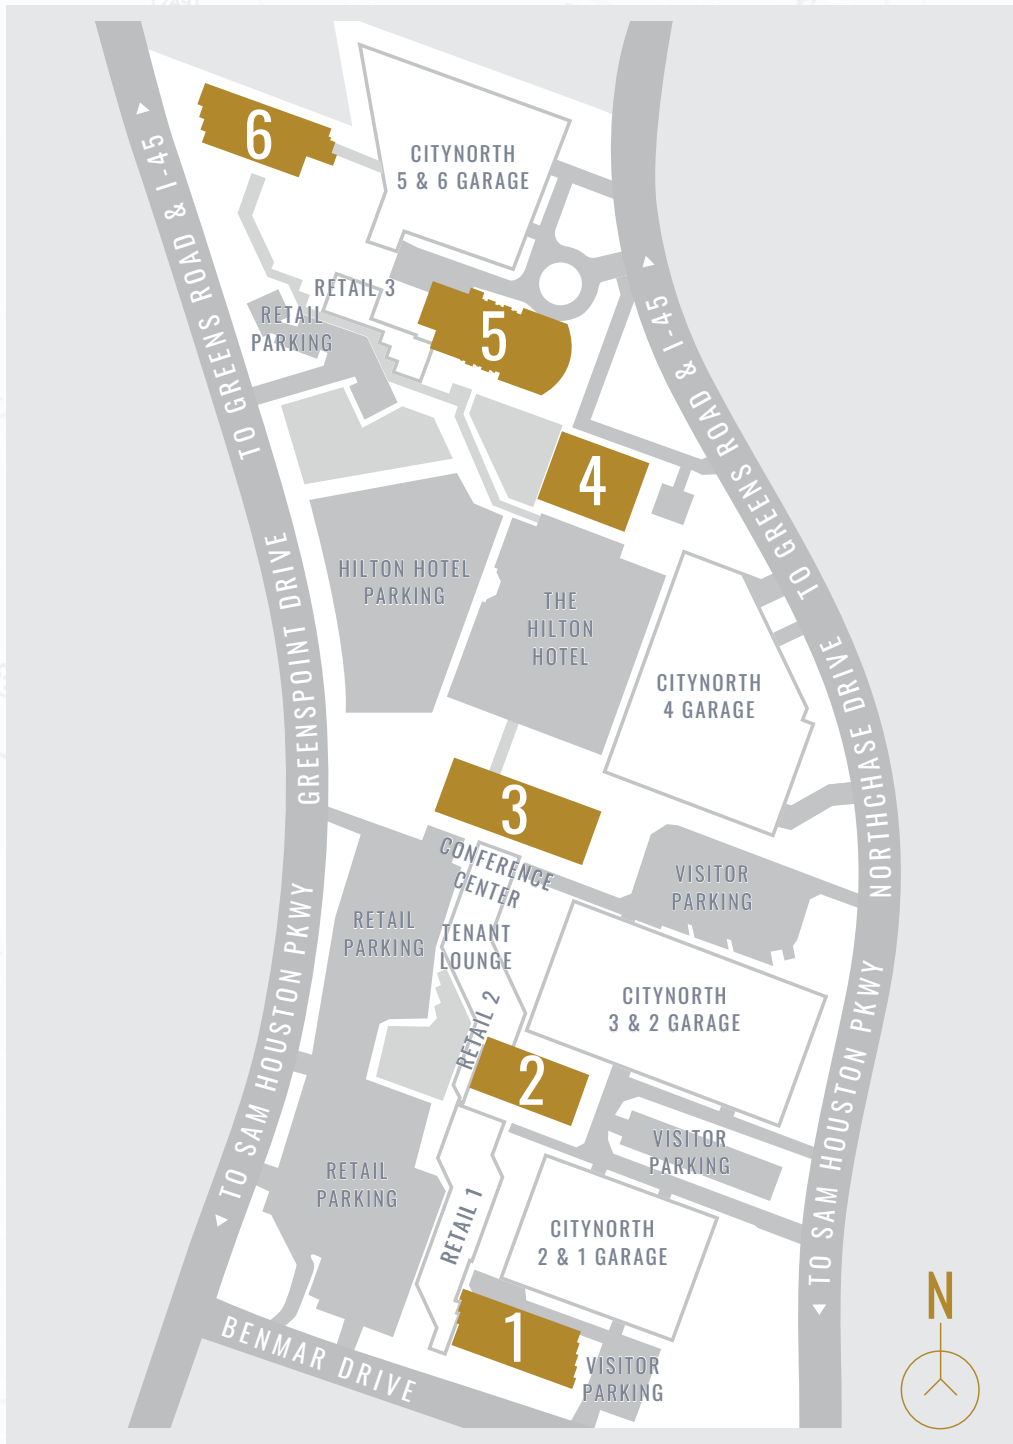 6
CITYNORTH
5 & 6 GARAGE
TO GREENS ROAD & I-45
RETAIL 3
RETAIL
PARKING
5
TO GREENS ROAD & I-45
4
HILTON HOTEL
PARKING
THE
HILTON
HOTEL
CITYNORTH
4 GARAGE
GREENSPOINT DRIVE
NORTHCHASE DRIVE
3
CONFERENCE
CENTER
VISITOR
PARKING
RETAIL
PARKING
TENANT
LOUNGE
CITYNORTH
3 & 2 GARAGE
RETAIL 2
2
TO SAM HOUSTON PKWY
TO SAM HOUSTON PKWY
VISITOR
PARKING
RETAIL
PARKING
RETAIL 1
CITYNORTH
2 & 1 GARAGE
1
VISITOR
PARKING
BENMAR DRIVE
N